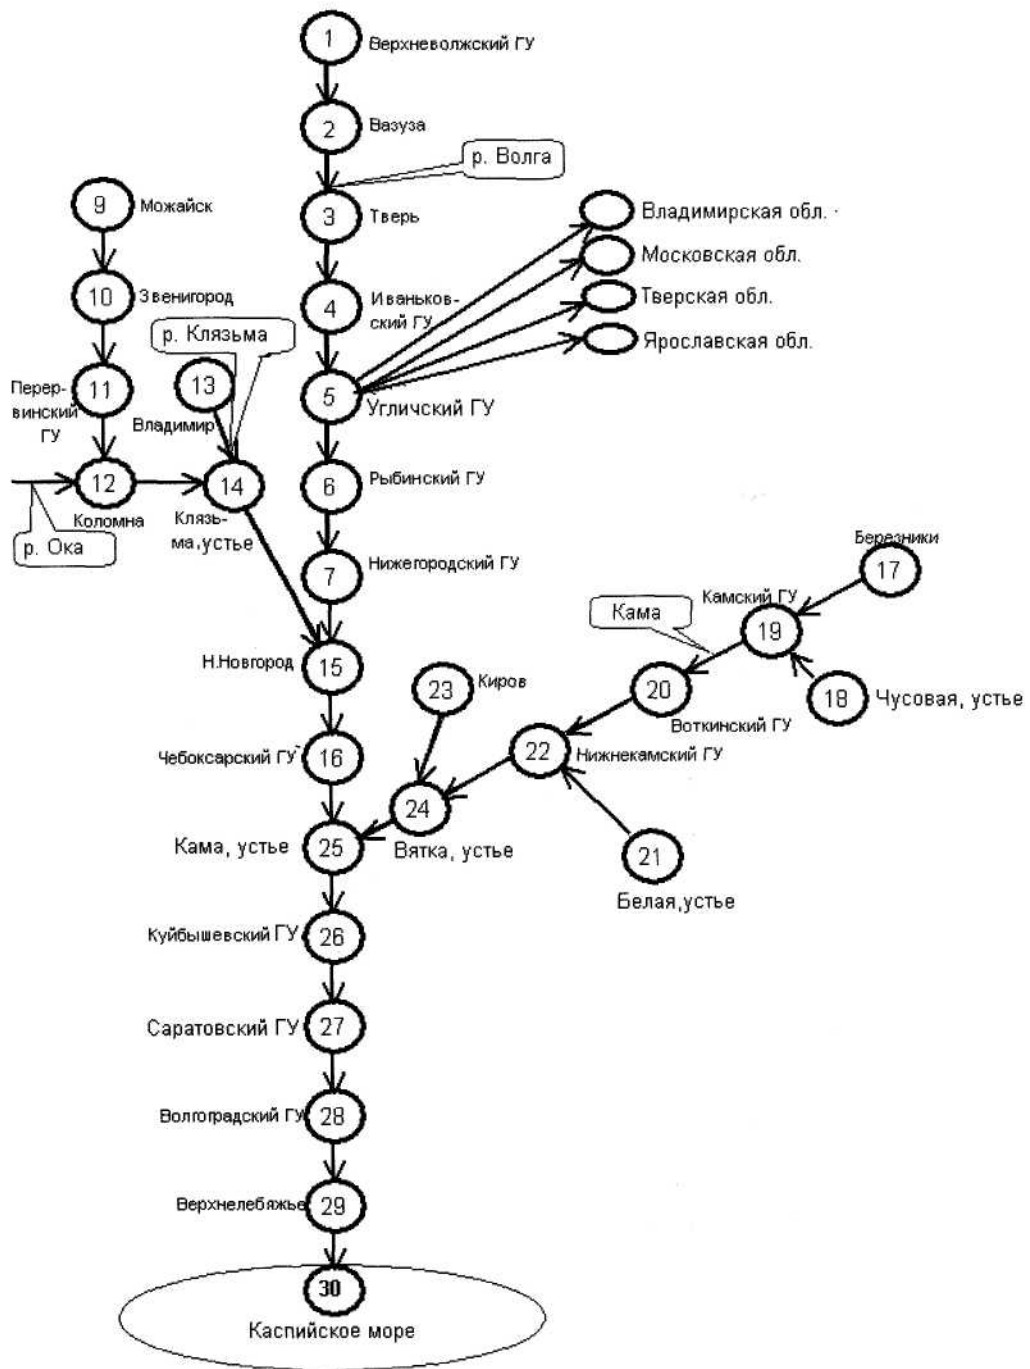 1
Верхневолжский ГУ
2
Вазуза
р. Волга
3
Тверь
9
Можайск
Владимирская обл.
Московская обл.
Тверская обл.
Ярославская обл.
10
Звенигород
4
Иваньков-
ский ГУ
р. Клязьма
11
Перер-
винский
ГУ
13
Владимир
5
Угличский ГУ
12
Коломна
14
Клязь-
ма,устье
р. Ока
6
Рыбинский ГУ
7
Нижегородский ГУ
Березники
17
Камский ГУ
19
Кама
15
Н.Новгород
23
Киров
20
Воткинский ГУ
18
Чусовая, устье
16
Чебоксарский ГУ
22
Нижнекамский ГУ
24
Вятка, устье
25
Кама, устье
21
Белая,устье
26
Куйбышевский ГУ
27
Саратовский ГУ
28
Волгоградский ГУ
29
Верхнелебяжье
30
Каспийское море